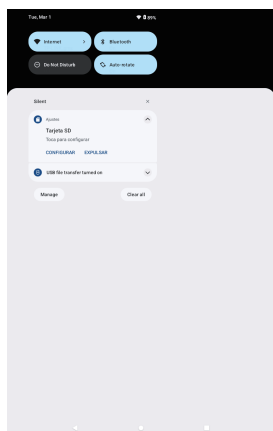 Tue, Mar 1
89%
Internet
Bluetooth
Do Not Disturb
Auto-rotate
Silent
Ajustes
Tarjeta SD
Toca para configurar
CONFIGURAR EXPULSAR
USB file transfer turned on
Manage
Clear all